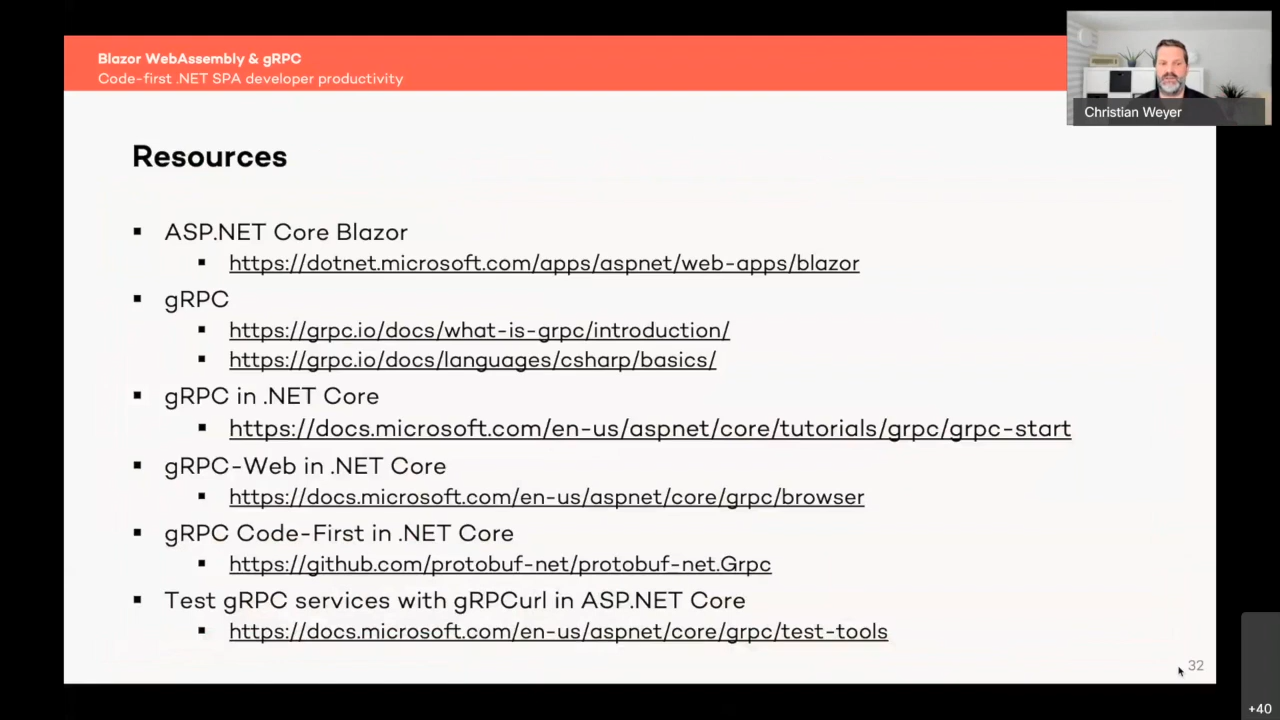 Blazor WebAssembly & gRPC
Code-first .NET SPA developer productivity
Christian Weyer
Resources
▪ ASP.NET Core Blazor
▪ https://dotnet.microsoft.com/apps/aspnet/web-apps/blazor
▪ gRPC
▪ https://grpc.io/docs/what-is-grpc/introduction/
▪ https://grpc.io/docs/languages/csharp/basics/
▪ gRPC in .NET Core
▪ https://docs.microsoft.com/en-us/aspnet/core/tutorials/grpc/grpc-start
▪ gRPC-Web in .NET Core
▪ https://docs.microsoft.com/en-us/aspnet/core/grpc/browser
▪ gRPC Code-First in .NET Core
▪ https://github.com/protobuf-net/protobuf-net.Grpc
▪ Test gRPC services with gRPCurl in ASP.NET Core
▪ https://docs.microsoft.com/en-us/aspnet/core/grpc/test-tools
32
+40